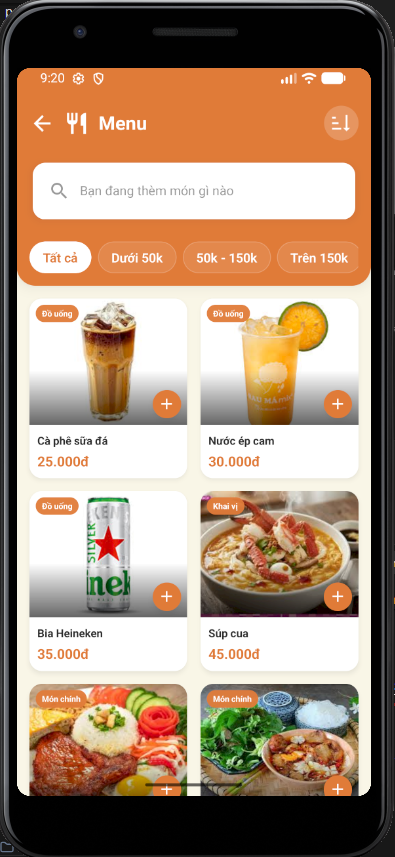 9:20
Menu
Bạn đang thèm món gì nào
Tất cả
Dưới 50k
50k - 150k
Trên 150k
Đồ uống
Đồ uống
Cà phê sữa đá
Nước ép cam
25.000đ
30.000đ
Đồ uống
Khai vị
SILVER
inek
Bia Heineken
Súp cua
35.000đ
45.000đ
Món chính
Món chính